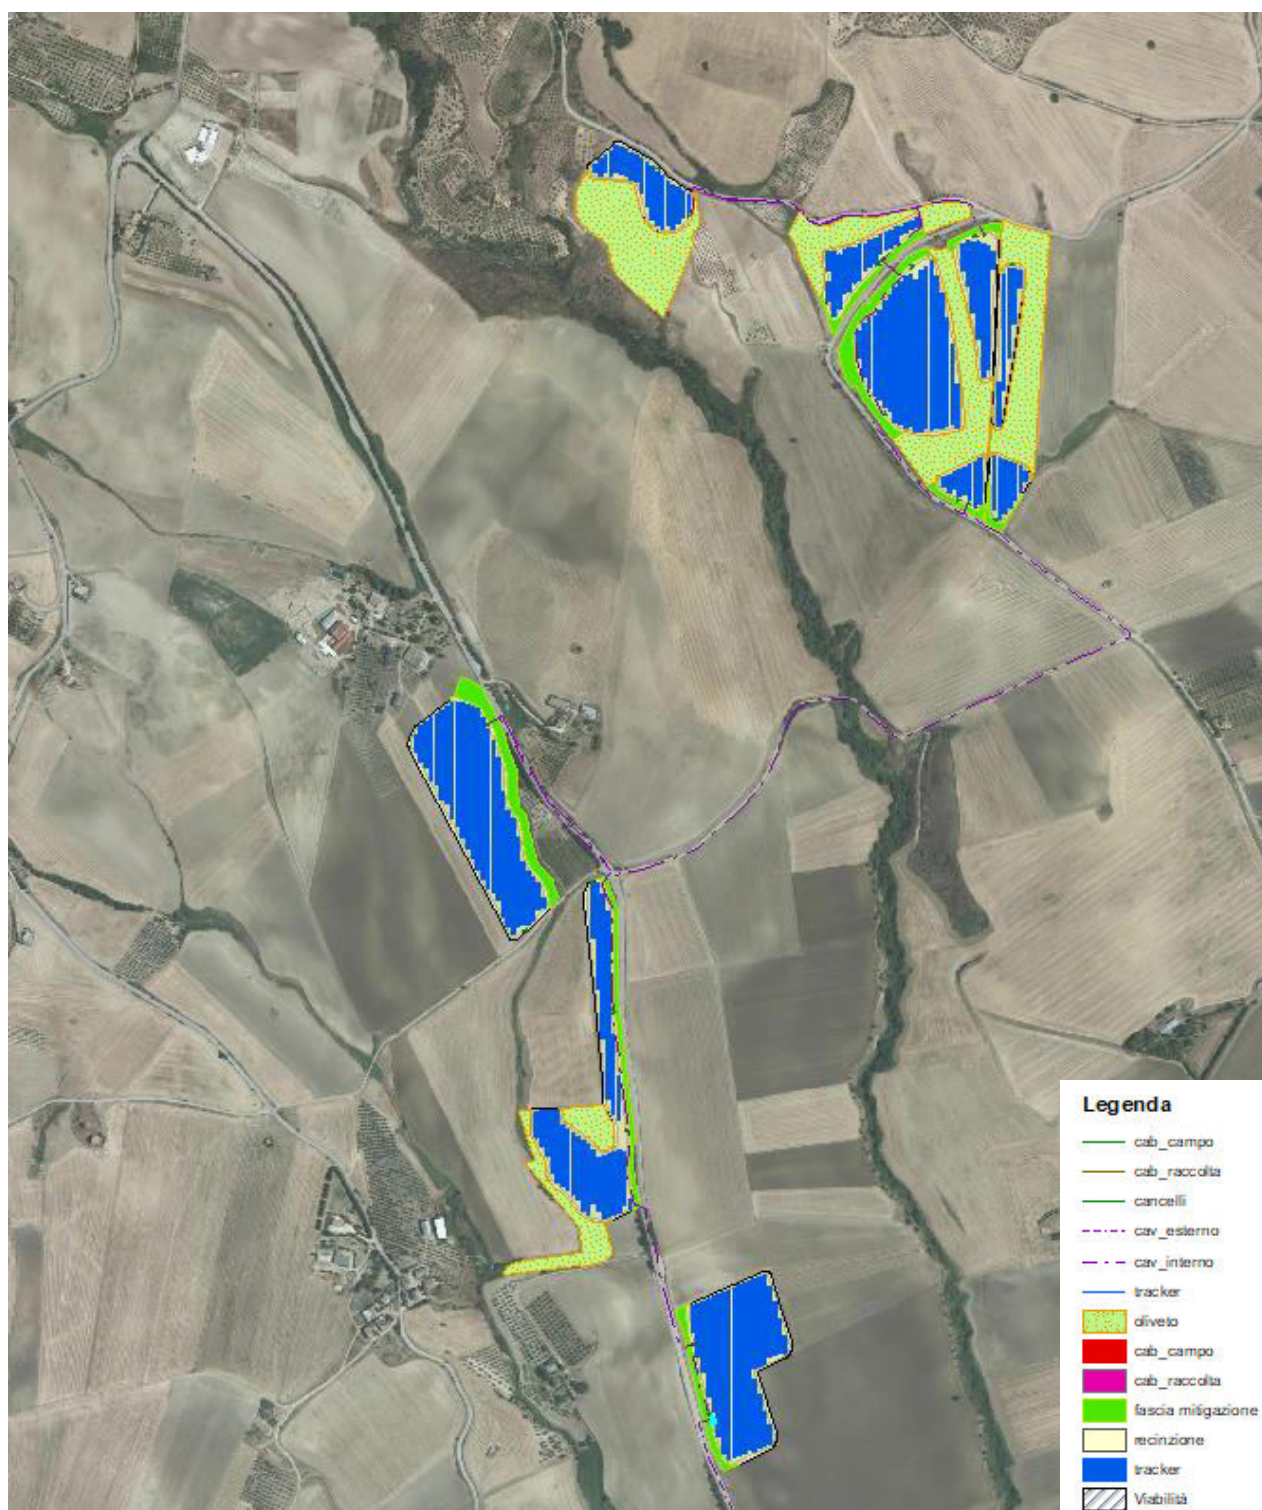 Legenda
cab_campo
cab_raccolta
cancelli
cav_esterno
cav_interno
tracker
oliveto
cab_campo
cab_raccolta
fascia mitigazione
recinzione
tracker
Viabilità